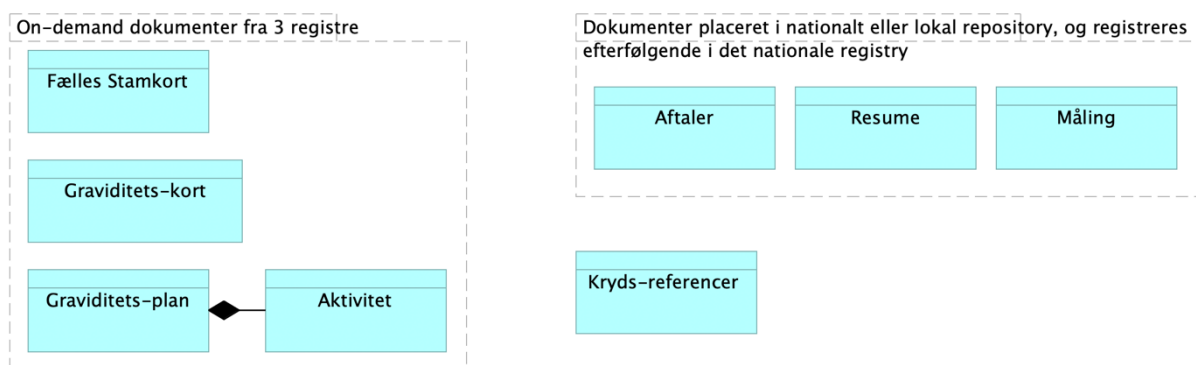 On-demand dokumenter fra 3 registre
Fælles Stamkort
Graviditets-kort
Graviditets-plan
Aktivitet
Dokumenter placeret i nationalt eller lokal repository, og registreres
efterfølgende i det nationale registry
Aftaler
Resume
Måling
Kryds-referencer